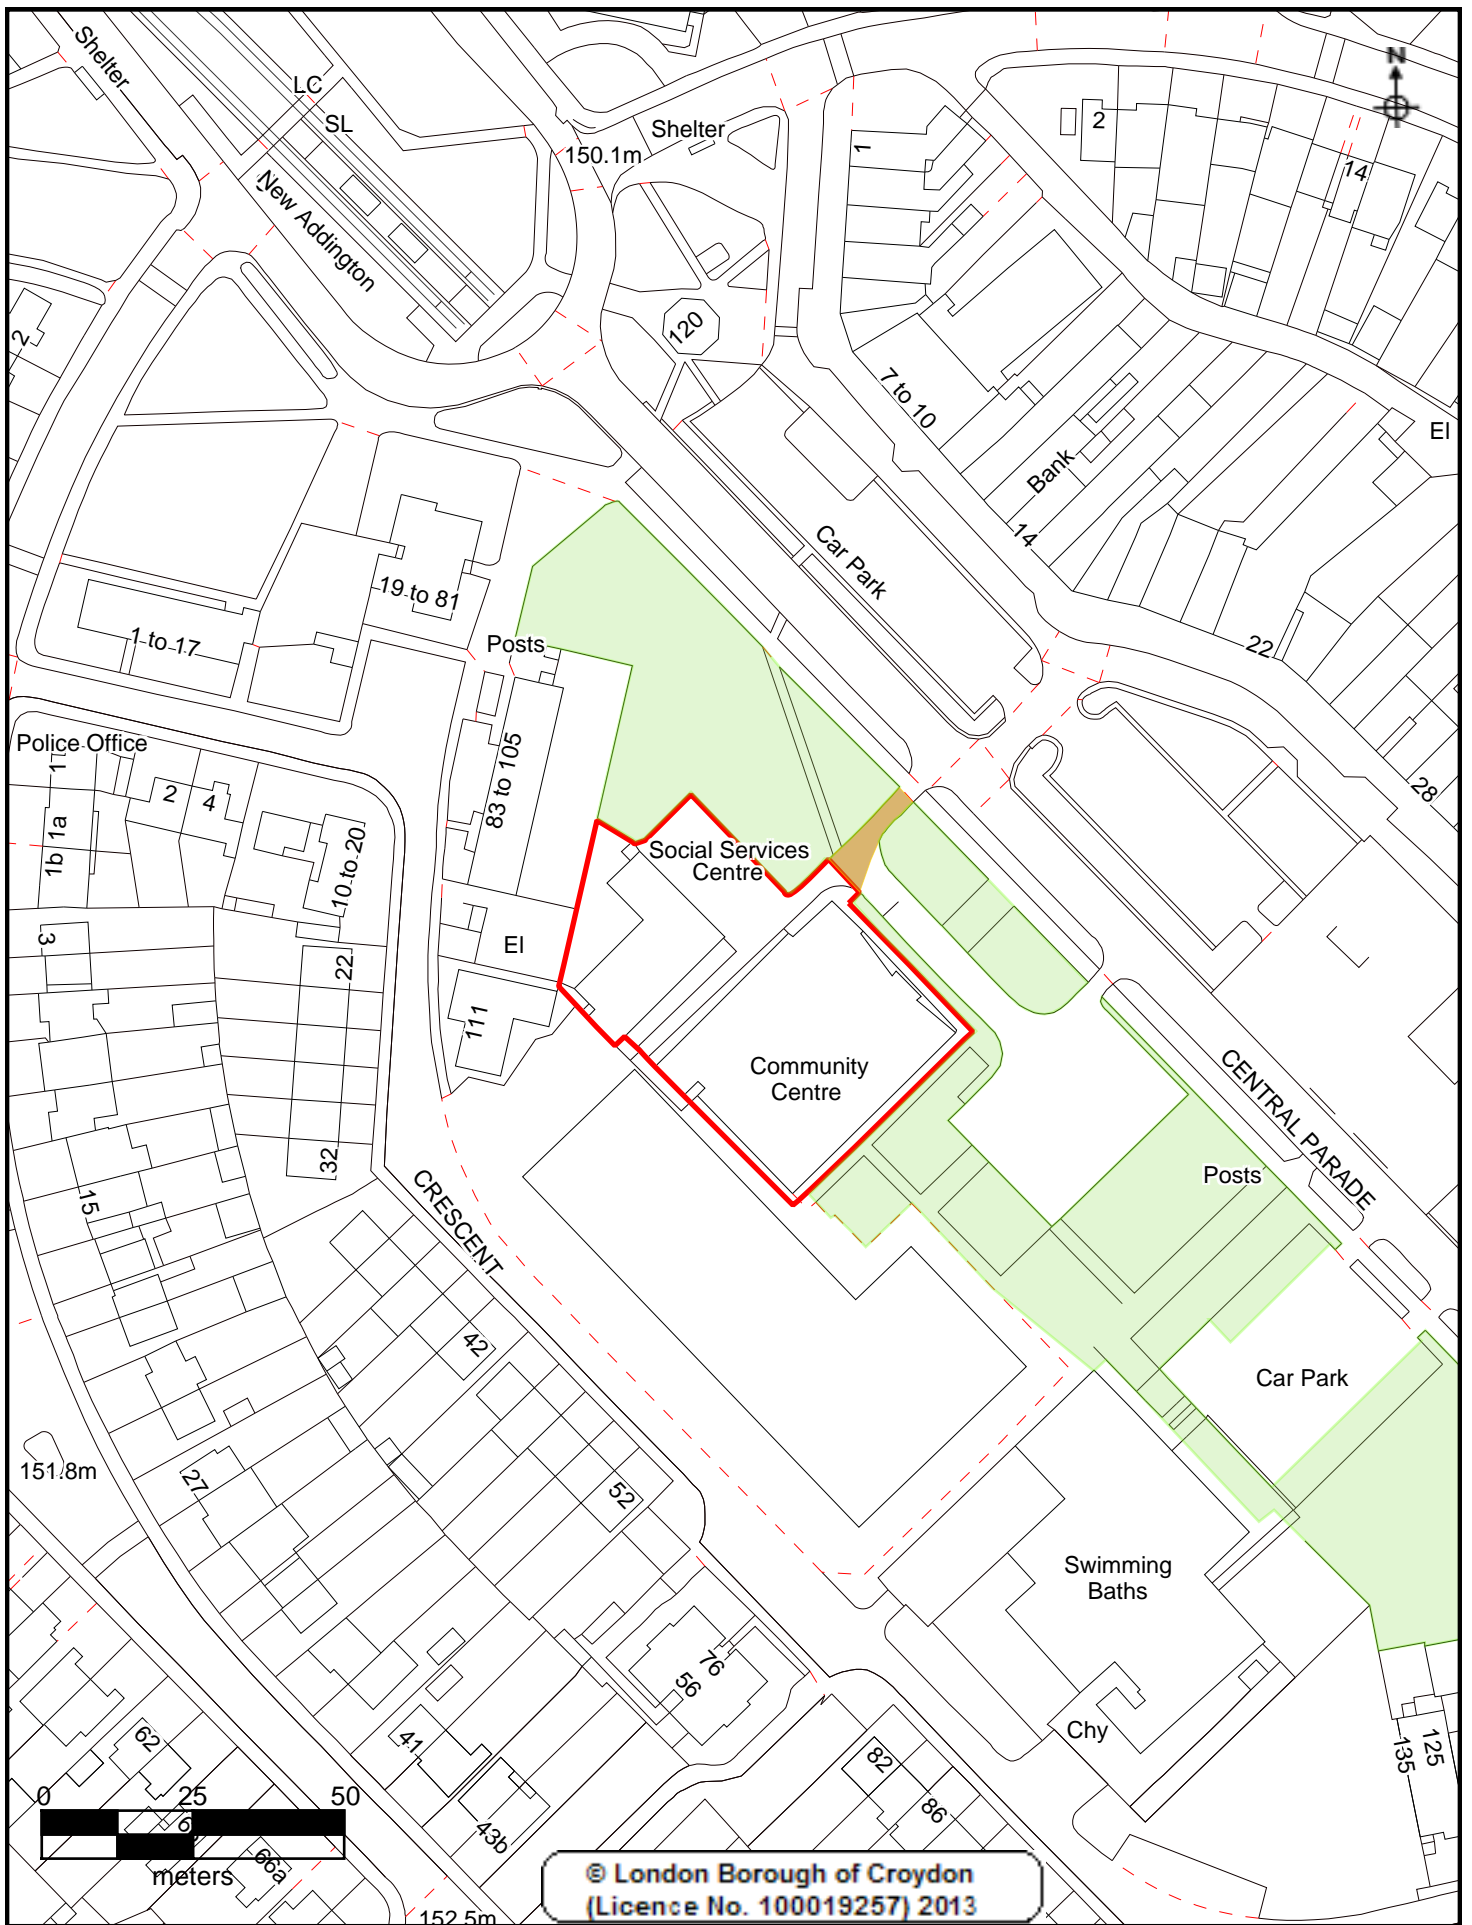 Shelter
LC
SL
N
Shelter
150.1m
1
2
14
New Addington
120
2
7 to 10
Bank
El
14
Car Park
19 to 81
1 to 17
Posts
22
Police Office
1
2
4
83 to 105
28
1b
1a
10 to 20
Social Services
Centre
3
22
El
111
Community
Centre
CENTRAL PARADE
32
15
CRESCENT
Posts
42
Car Park
151.8m
27
52
Swimming
Baths
76
56
62
41
Chy
82
125
135
0
25
50
86
43b
66a
meters
152.5m
© London Borough of Croydon
(Licence No. 100019257) 2013